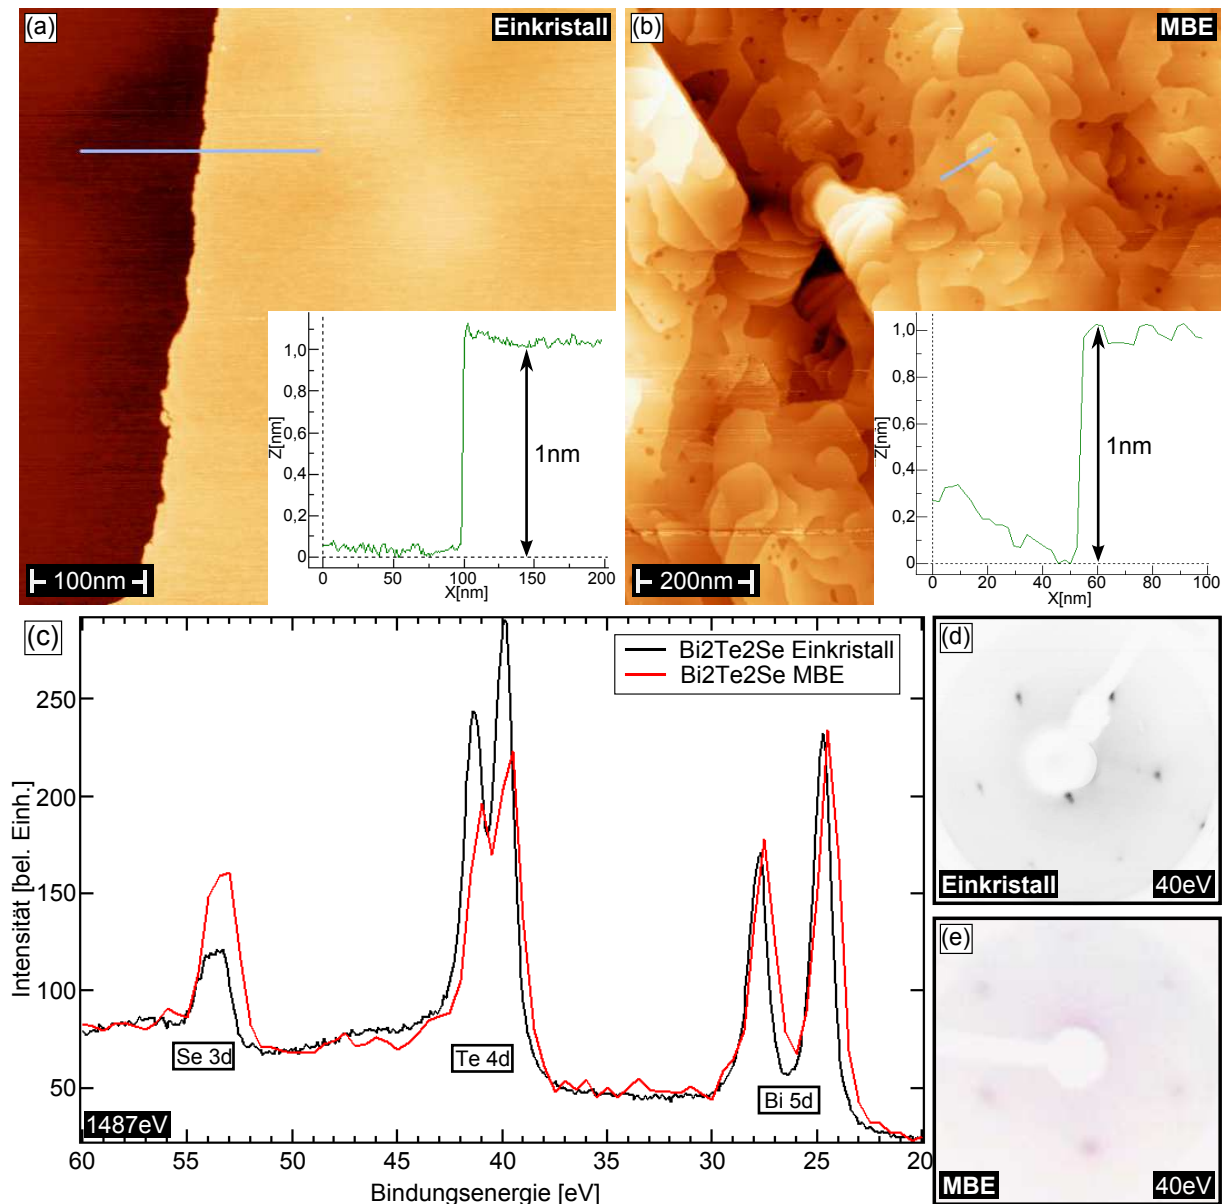 (a)
Einkristall
1,0
0,8
0,6
0,4
0,2
0
Z[nm]
1nm
0
50
100
150
200
X[nm]
100nm
(b)
MBE
1,0
0,8
0,6
0,4
0,2
0
Z[nm]
1nm
0
20
40
60
80
100
X[nm]
200nm
(c)
Bi2Te2Se Einkristall
Bi2Te2Se MBE
250
200
150
100
50
Intensität [bel. Einh.]
Se 3d
Te 4d
Bi 5d
1487eV
60
55
50
45
40
35
30
25
20
Bindungsenergie [eV]
(d)
Einkristall
40eV
(e)
MBE
40eV